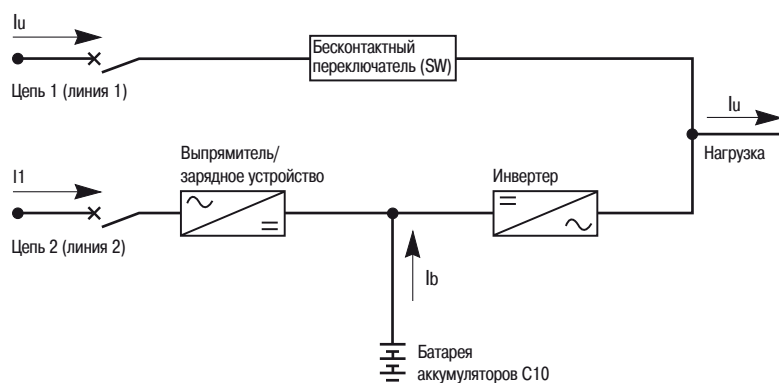 Iu
Цепь 1 (линия 1)
Бесконтактный
переключатель (SW)
Iu
Нагрузка
I1
Цепь 2 (линия 2)
Выпрямитель/
зарядное устройство
Инвертер
Ib
Батарея
аккумуляторов C10